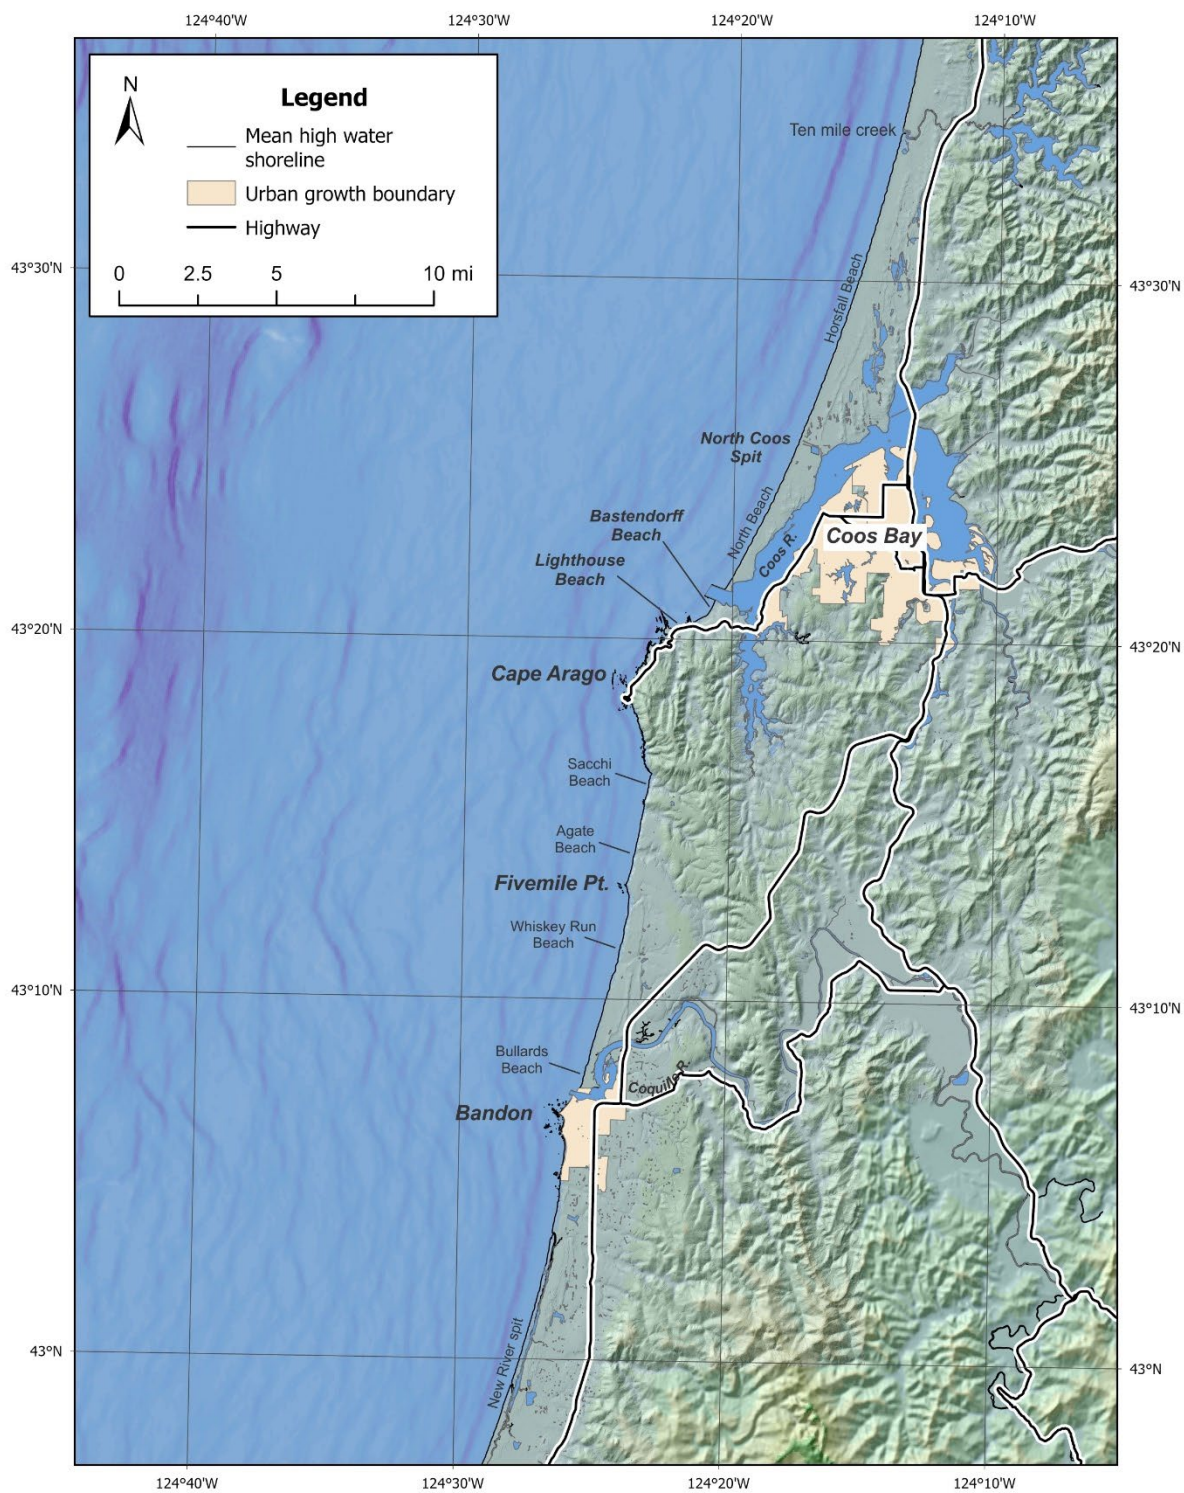 124°40'W
124°30'W
124°20'W
124°10'W
N
Legend
Mean high water
shoreline
Urban growth boundary
Highway
0 2.5 5 10 mi
Ten mile creek
43°30'N
43°30'N
Horsfall Beach
North Coos
Spit
North Beach
Bastendorff
Beach
Coos R.
Coos Bay
Lighthouse
Beach
43°20'N
43°20'N
Cape Arago
Sacchi
Beach
Agate
Beach
Fivemile Pt.
Whiskey Run
Beach
43°10'N
43°10'N
Bullards
Beach
Coquille R.
Bandon
43°N
43°N
New River spit
124°40'W
124°30'W
124°20'W
124°10'W